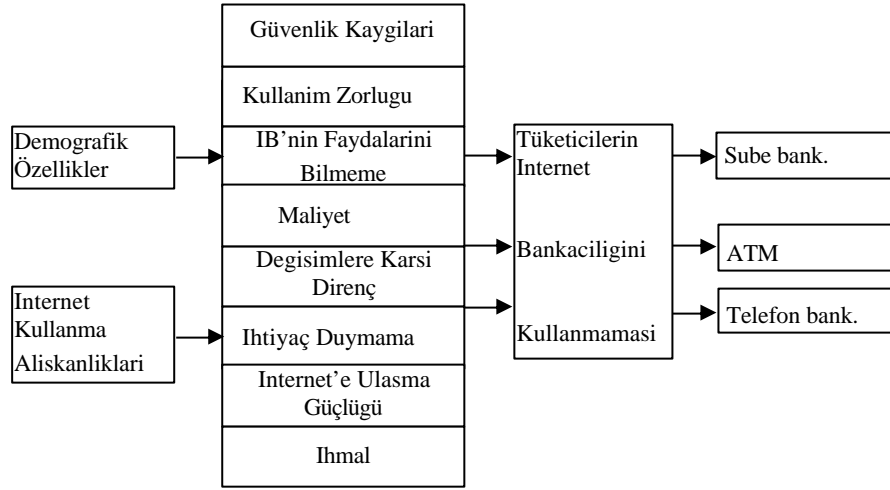 Güvenlik Kaygilari
Kullanim Zorlugu
IB'nin Faydalarini
Bilmeme
Maliyet
Degisimlere Karsi
Direnç
Ihtiyaç Duymama
Internet'e Ulasma
Güçlügü
Ihmal
Demografik
Özellikler
Internet
Kullanma
Aliskanliklari
Tüketicilerin
Internet
Bankaciligini
Kullanmamasi
Sube bank.
ATM
Telefon bank.